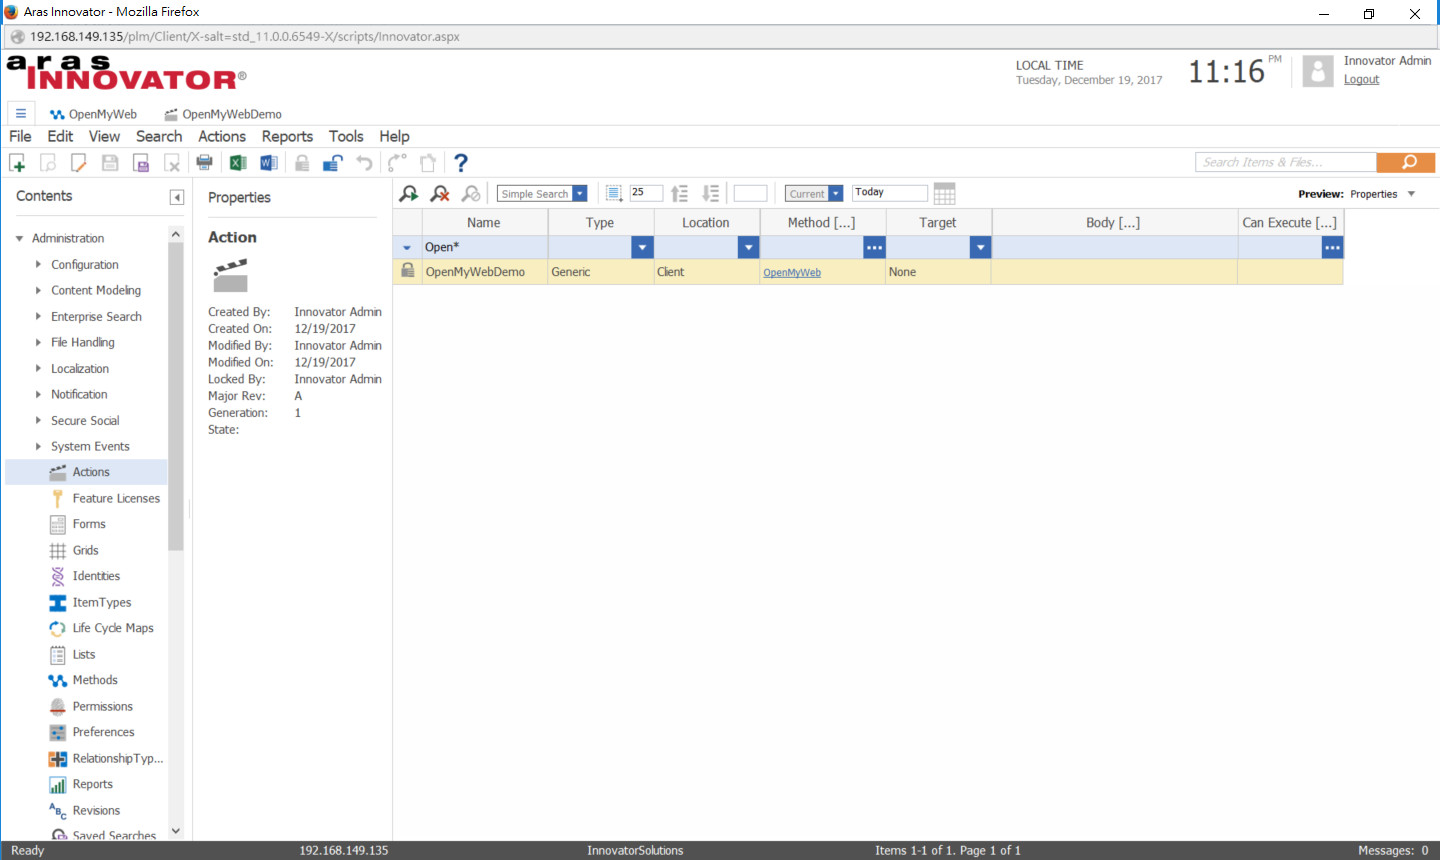 Aras Innovator - Mozilla Firefox
192.168.149.135/plm/Client/X-salt=std_11.0.0.6549-X/scripts/Innovator.aspx
aras
INNOVATOR®
LOCAL TIME
Tuesday, December 19, 2017
11:16 PM
Innovator Admin
Logout
OpenMyWeb
OpenMyWebDemo
File Edit View Search Actions Reports Tools Help
Search Items & Files...
Contents
Administration
Configuration
Content Modeling
Enterprise Search
File Handling
Localization
Notification
Secure Social
System Events
Actions
Feature Licenses
Forms
Grids
Identities
ItemTypes
Life Cycle Maps
Lists
Methods
Permissions
Preferences
RelationshipTyp...
Reports
Revisions
Saved Searches
Properties
Action
Created By: Innovator Admin
Created On: 12/19/2017
Modified By: Innovator Admin
Modified On: 12/19/2017
Locked By: Innovator Admin
Major Rev: A
Generation: 1
State:
Simple Search 25 Current Today Preview: Properties
Name Type Location Method [...] Target Body [...] Can Execute [...]
Open*
OpenMyWebDemo Generic Client OpenMyWeb None
Ready 192.168.149.135 InnovatorSolutions Items 1-1 of 1. Page 1 of 1 Messages: 0